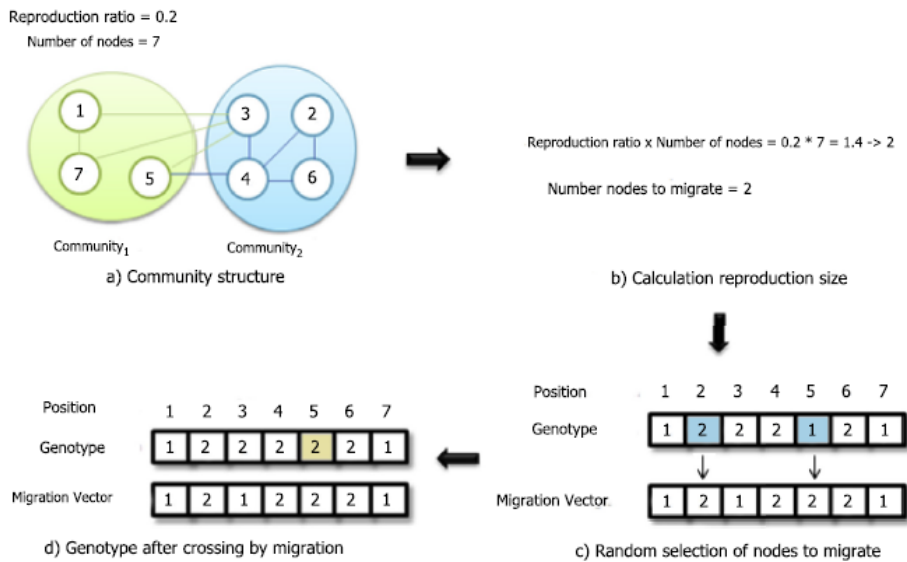 Reproduction ratio = 0.2
Number of nodes = 7
1
3
2
7
5
4
6
Community1
Community2
a) Community structure
Reproduction ratio x Number of nodes = 0.2 * 7 = 1.4 -> 2
Number nodes to migrate = 2
b) Calculation reproduction size
Position 1 2 3 4 5 6 7
Genotype 1 2 2 2 1 2 1
Migration Vector 1 2 1 2 2 2 1
c) Random selection of nodes to migrate
Position 1 2 3 4 5 6 7
Genotype 1 2 2 2 2 2 1
Migration Vector 1 2 1 2 2 2 1
d) Genotype after crossing by migration